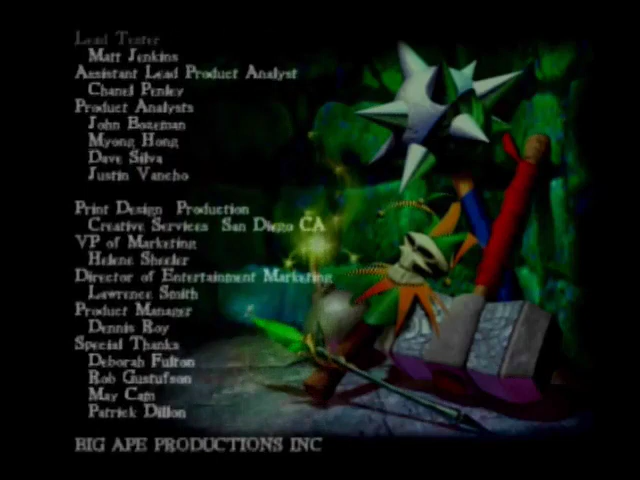 Lead Tester
Matt Jenkins
Assistant Lead Product Analyst
Chanel Penley
Product Analysts
John Bozeman
Myong Hong
Dave Silva
Justin Vancho
Print Design Production
Creative Services San Diego CA
VP of Marketing
Helene Sheeler
Director of Entertainment Marketing
Lawrence Smith
Product Manager
Dennis Roy
Special Thanks
Deborah Fulton
Rob Gustufson
May Cam
Patrick Dillon
BIG APE PRODUCTIONS INC